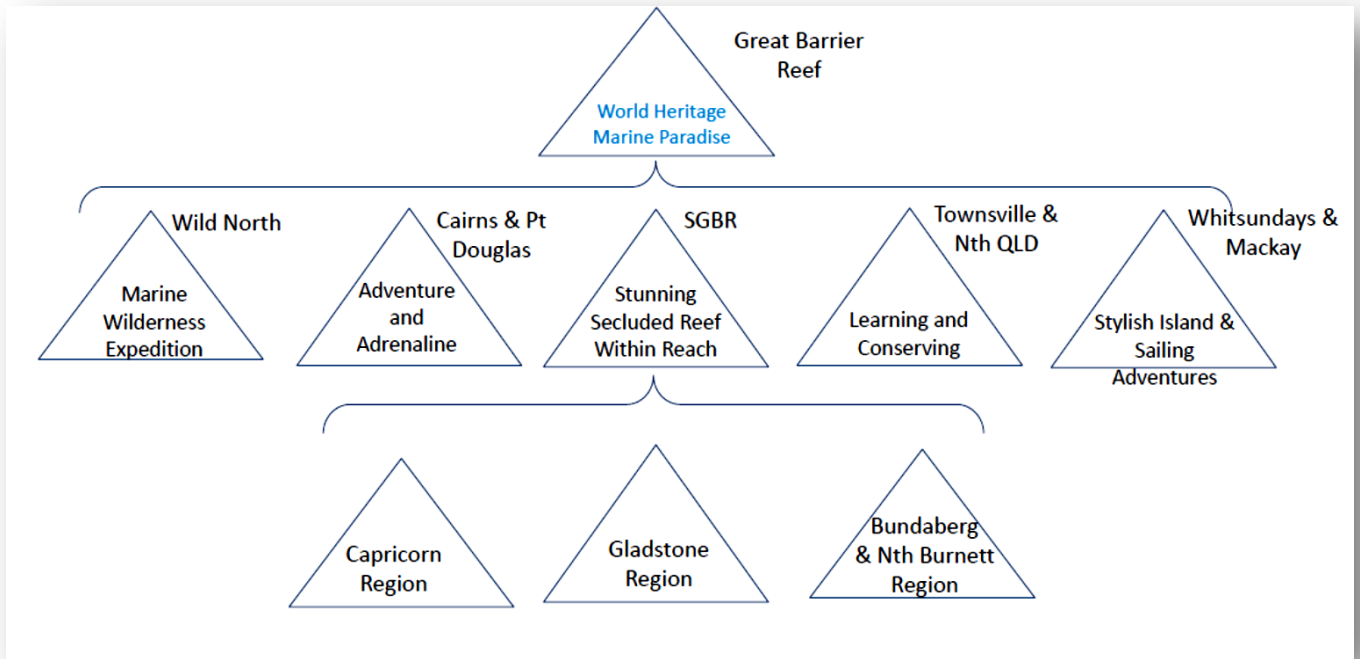 Great Barrier
Reef
World Heritage
Marine Paradise
Wild North
Marine
Wilderness
Expedition
Cairns & Pt
Douglas
Adventure
and
Adrenaline
SGBR
Stunning
Secluded Reef
Within Reach
Townsville &
Nth QLD
Learning and
Conserving
Whitsundays &
Mackay
Stylish Island &
Sailing
Adventures
Capricorn
Region
Gladstone
Region
Bundaberg
& Nth Burnett
Region